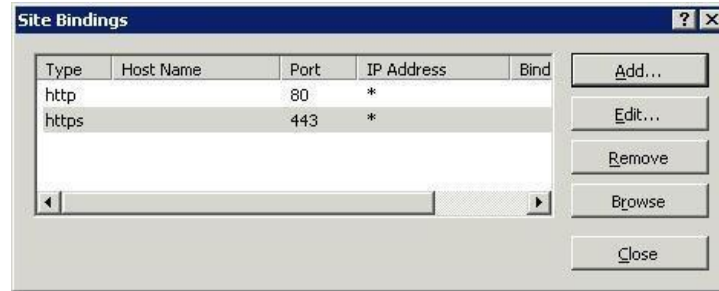 Site Bindings
Type Host Name Port IP Address Bind
http 80 *
https 443 *
Add...
Edit...
Remove
Browse
Close